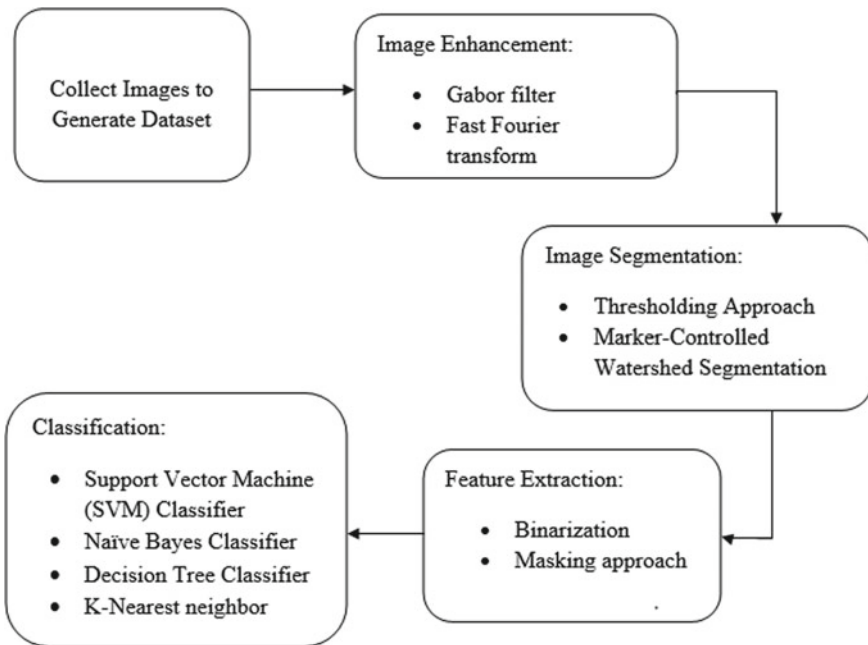 Collect Images to
Generate Dataset
Image Enhancement:
• Gabor filter
• Fast Fourier
transform
Image Segmentation:
• Thresholding Approach
• Marker-Controlled
Watershed Segmentation
Feature Extraction:
• Binarization
• Masking approach
.
Classification:
• Support Vector Machine
(SVM) Classifier
• Naïve Bayes Classifier
• Decision Tree Classifier
• K-Nearest neighbor